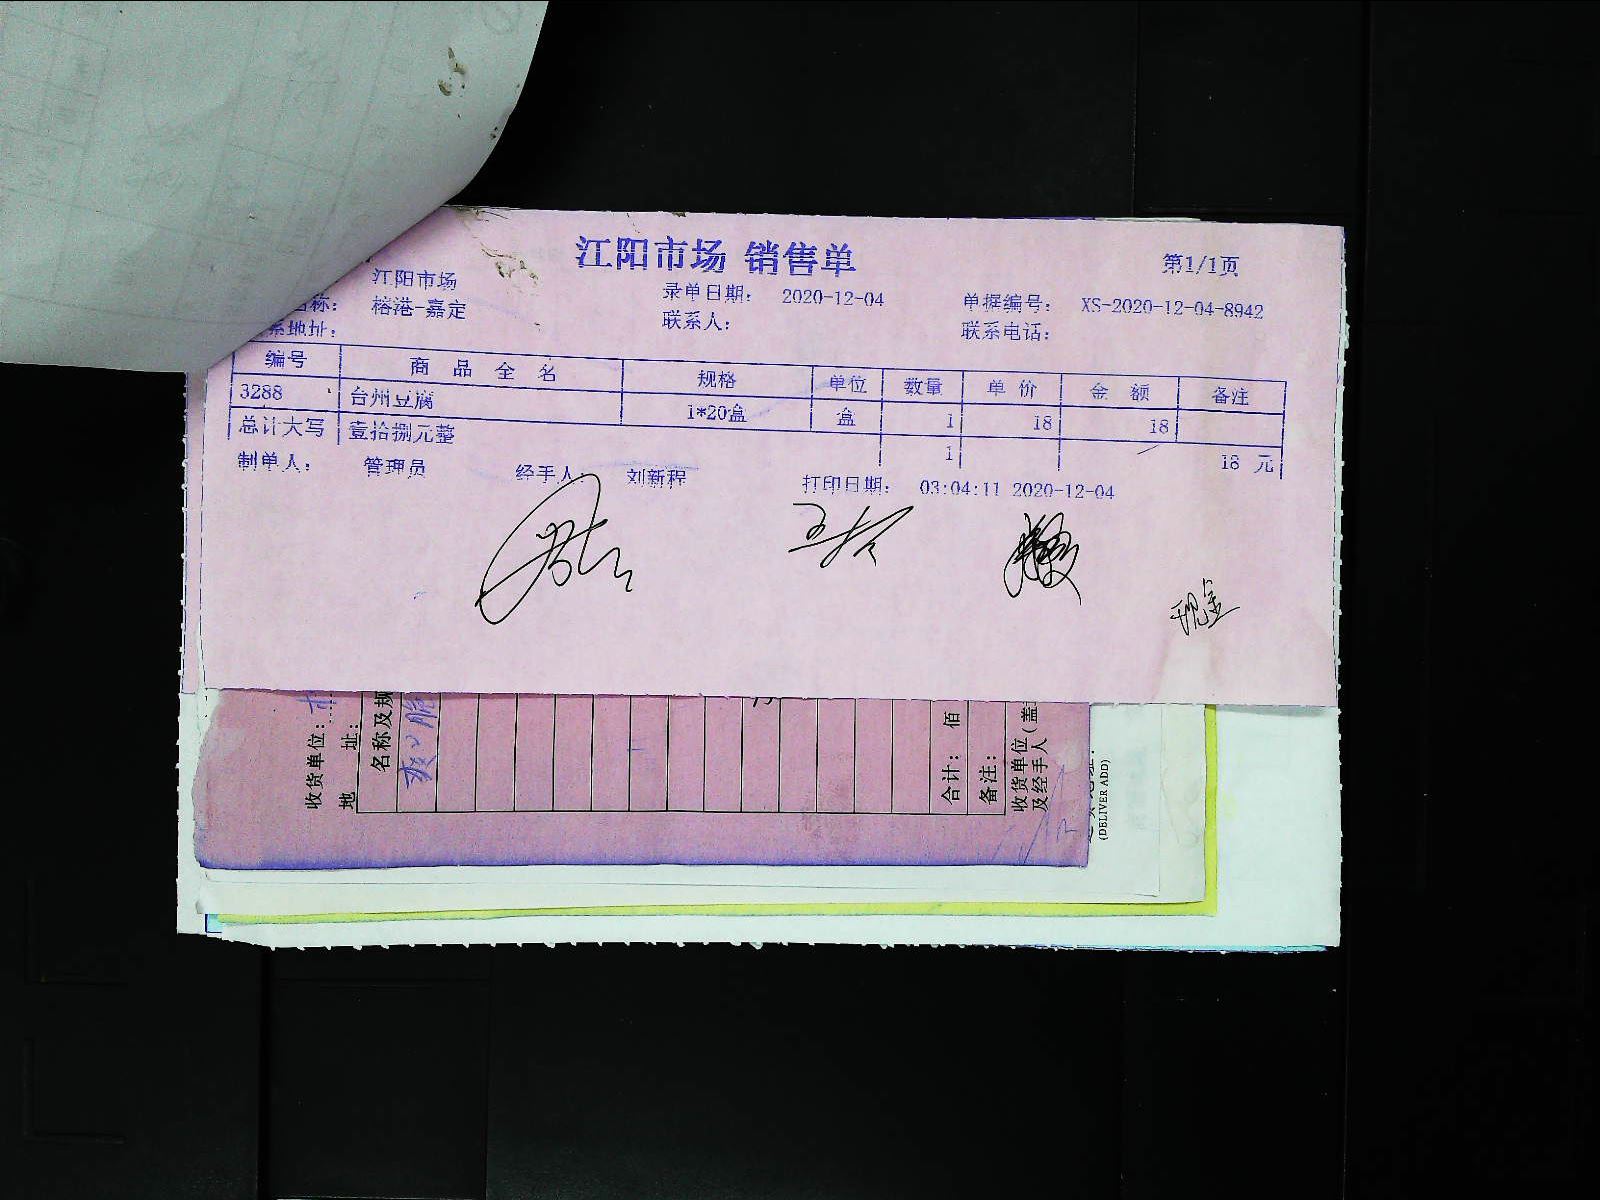 江阳市场 销售单
第1/1页
江阳市场
名称: 榕港-嘉定 录单日期: 2020-12-04 单据编号: XS-2020-12-04-8942
系地址: 联系人: 联系电话:
编号 商品全名 规格 单位 数量 单价 金额 备注
3288 台州豆腐 1*20盒 盒 1 18 18
总计大写 壹拾捌元整 1 18 元
制单人: 管理员 经手人: 刘新程 打印日期: 03:04:11 2020-12-04
现金
收货单位:
地 址:
名称及规
合计: 佰
备注:
收货单位(盖
及经手人
(DELIVER ADD)